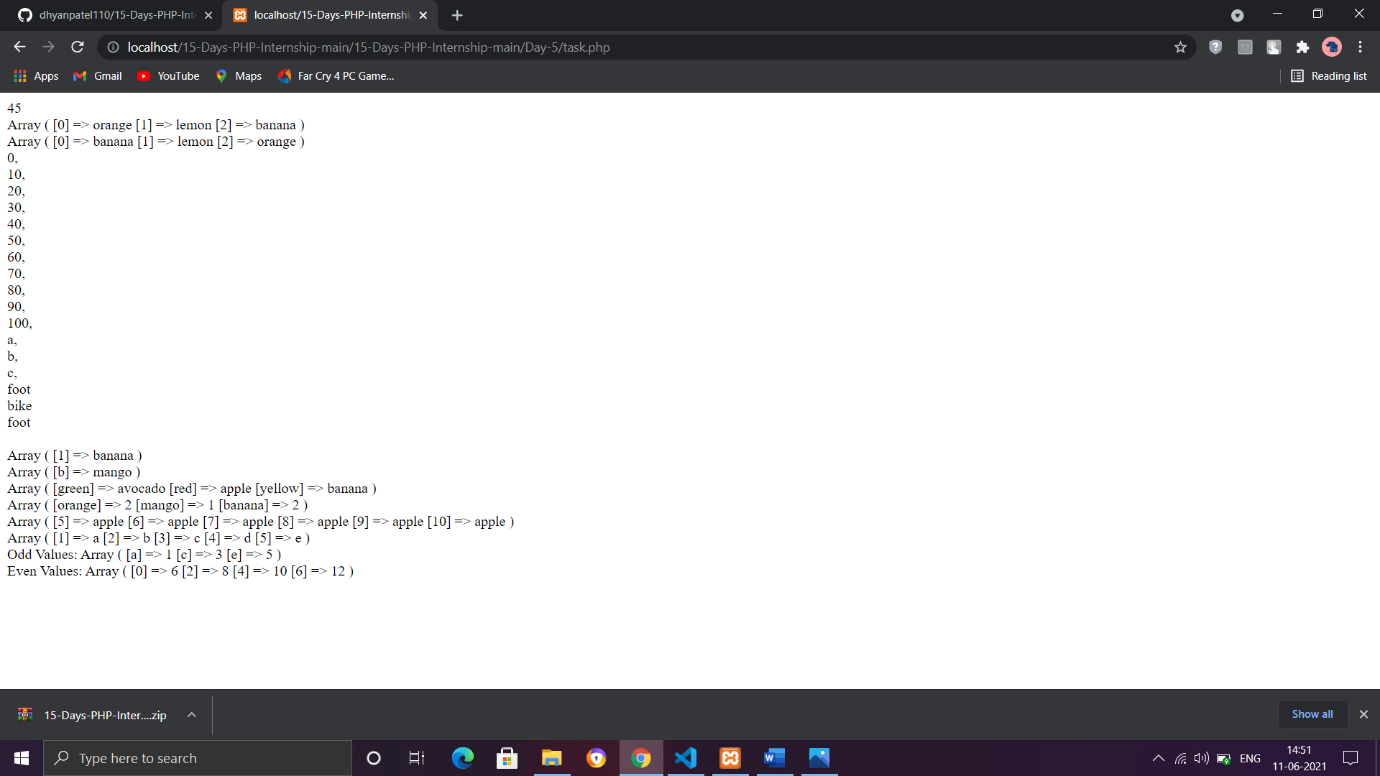 dhyanpatel110/15-Days-PHP-Int
localhost/15-Days-PHP-Internshi
localhost/15-Days-PHP-Internship-main/15-Days-PHP-Internship-main/Day-5/task.php
Apps Gmail YouTube Maps Far Cry 4 PC Game... Reading list
45
Array ( [0] => orange [1] => lemon [2] => banana )
Array ( [0] => banana [1] => lemon [2] => orange )
0,
10,
20,
30,
40,
50,
60,
70,
80,
90,
100,
a,
b,
c,
foot
bike
foot
Array ( [1] => banana )
Array ( [b] => mango )
Array ( [green] => avocado [red] => apple [yellow] => banana )
Array ( [orange] => 2 [mango] => 1 [banana] => 2 )
Array ( [5] => apple [6] => apple [7] => apple [8] => apple [9] => apple [10] => apple )
Array ( [1] => a [2] => b [3] => c [4] => d [5] => e )
Odd Values: Array ( [a] => 1 [c] => 3 [e] => 5 )
Even Values: Array ( [0] => 6 [2] => 8 [4] => 10 [6] => 12 )
15-Days-PHP-Inter....zip
Show all
Type here to search
ENG
14:51
11-06-2021